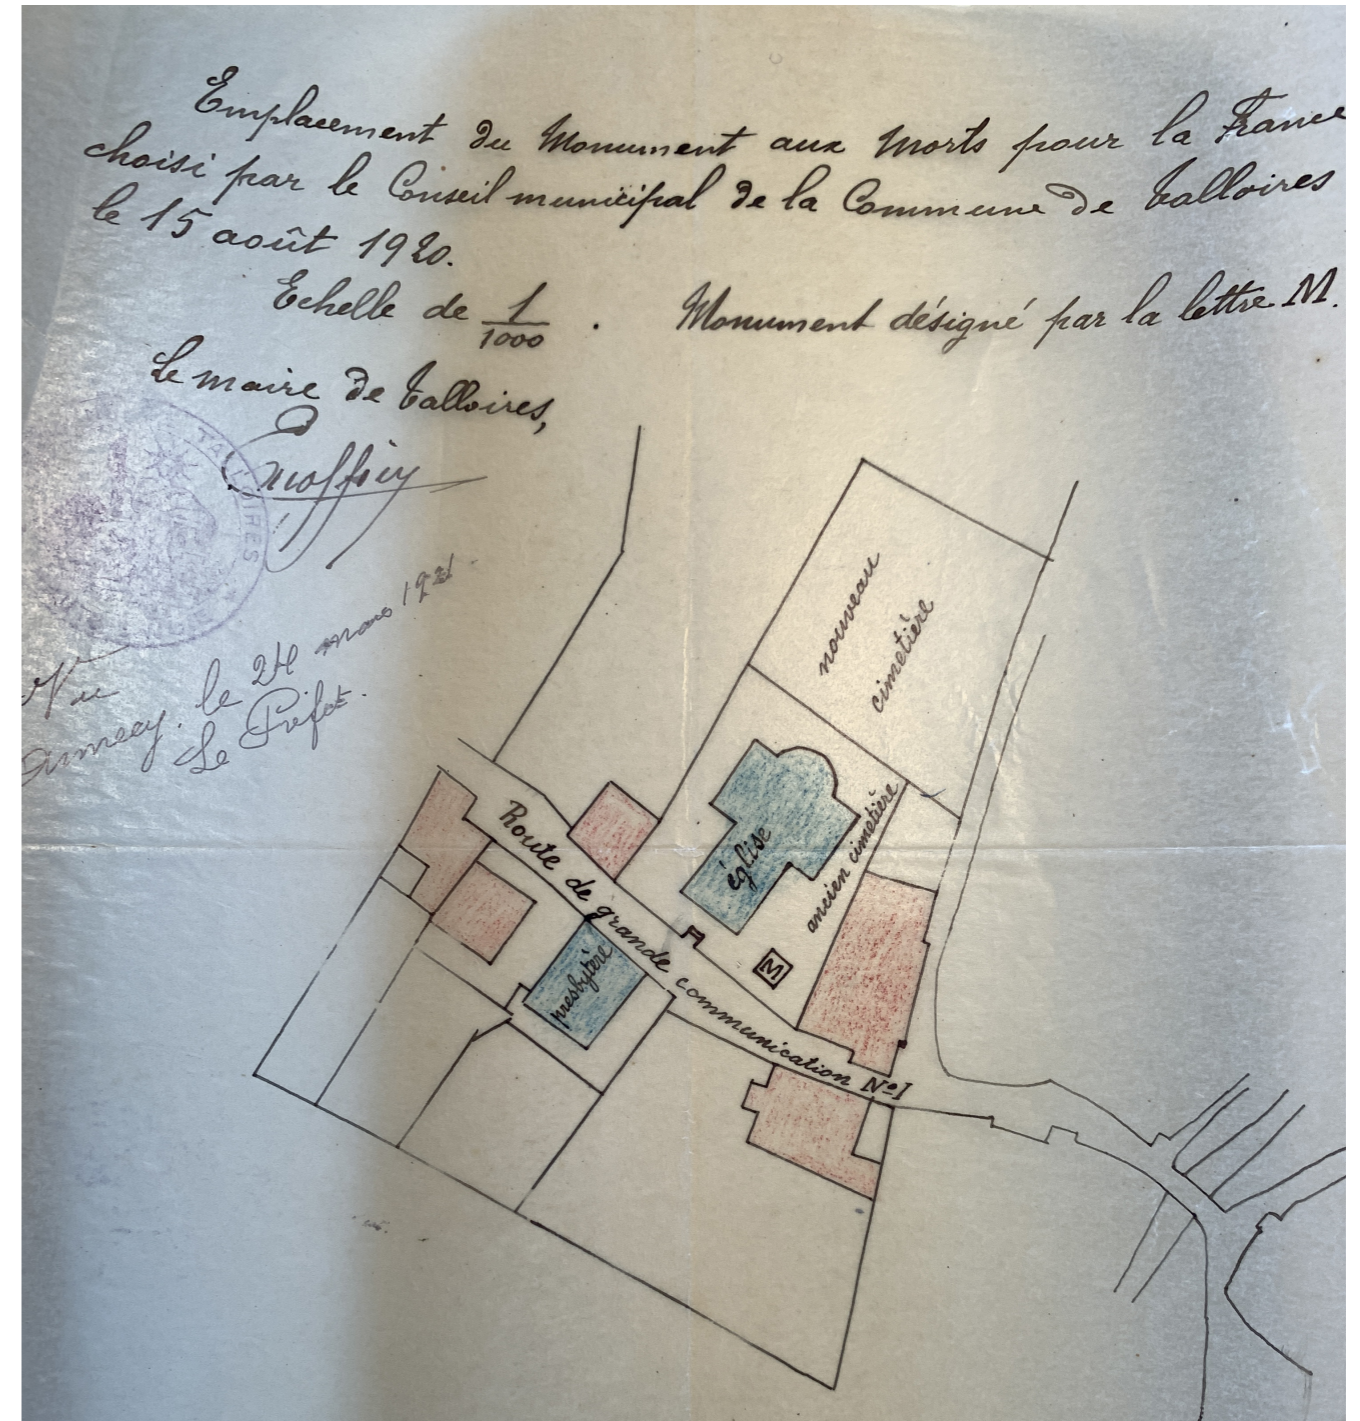 Emplacement du Monument aux Morts pour la France
choisi par le Conseil municipal de la Commune de Talloires
le 15 août 1920.
Echelle de 1/1000 . Monument désigné par la lettre M.
Le maire de Talloires,
TALLOIRES
Vu
Annecy, le 24 mars 1921
Le Préfet.
nouveau
cimetière
église
ancien cimetière
Route de grande communication No I
presbytère
M